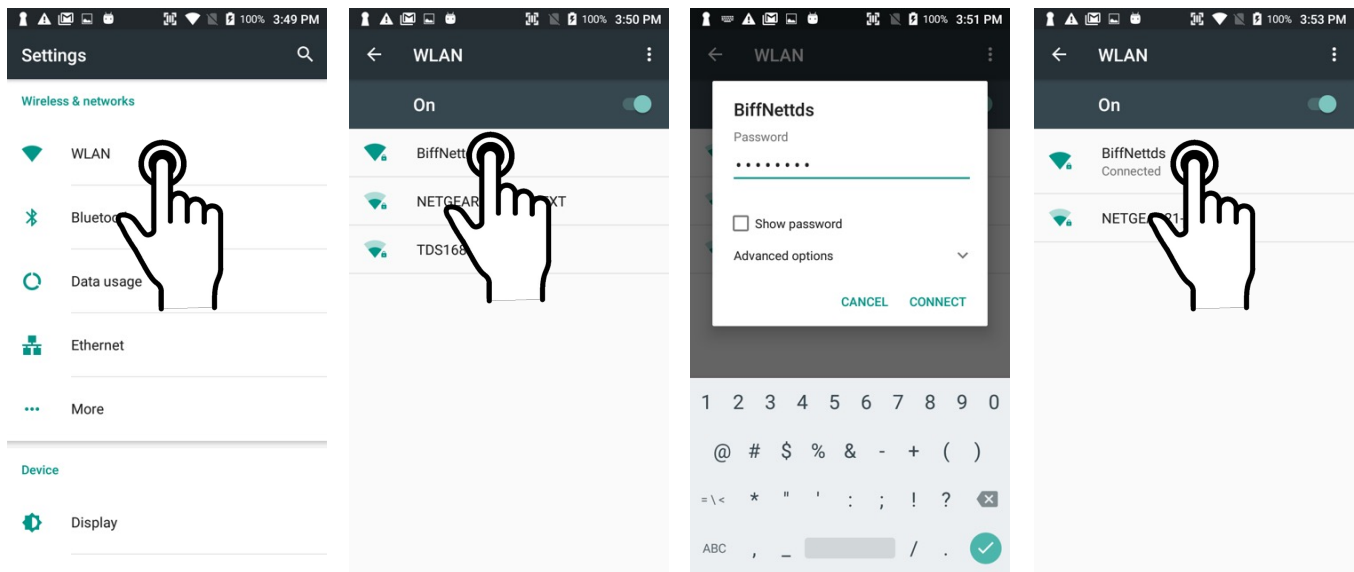 100% 3:49 PM
Settings
Wireless & networks
WLAN
Data usage
Ethernet
More
Device
Display
100% 3:50 PM
WLAN
On
NETGEAR
TDS168
100% 3:51 PM
WLAN
BiffNettds
Password
Show password
Advanced options
CANCEL CONNECT
1 2 3 4 5 6 7 8 9 0
@ # $ % & - + ( )
= \ < * " ' : ; ! ?
ABC , _ / .
100% 3:53 PM
WLAN
On
BiffNettds
Connected